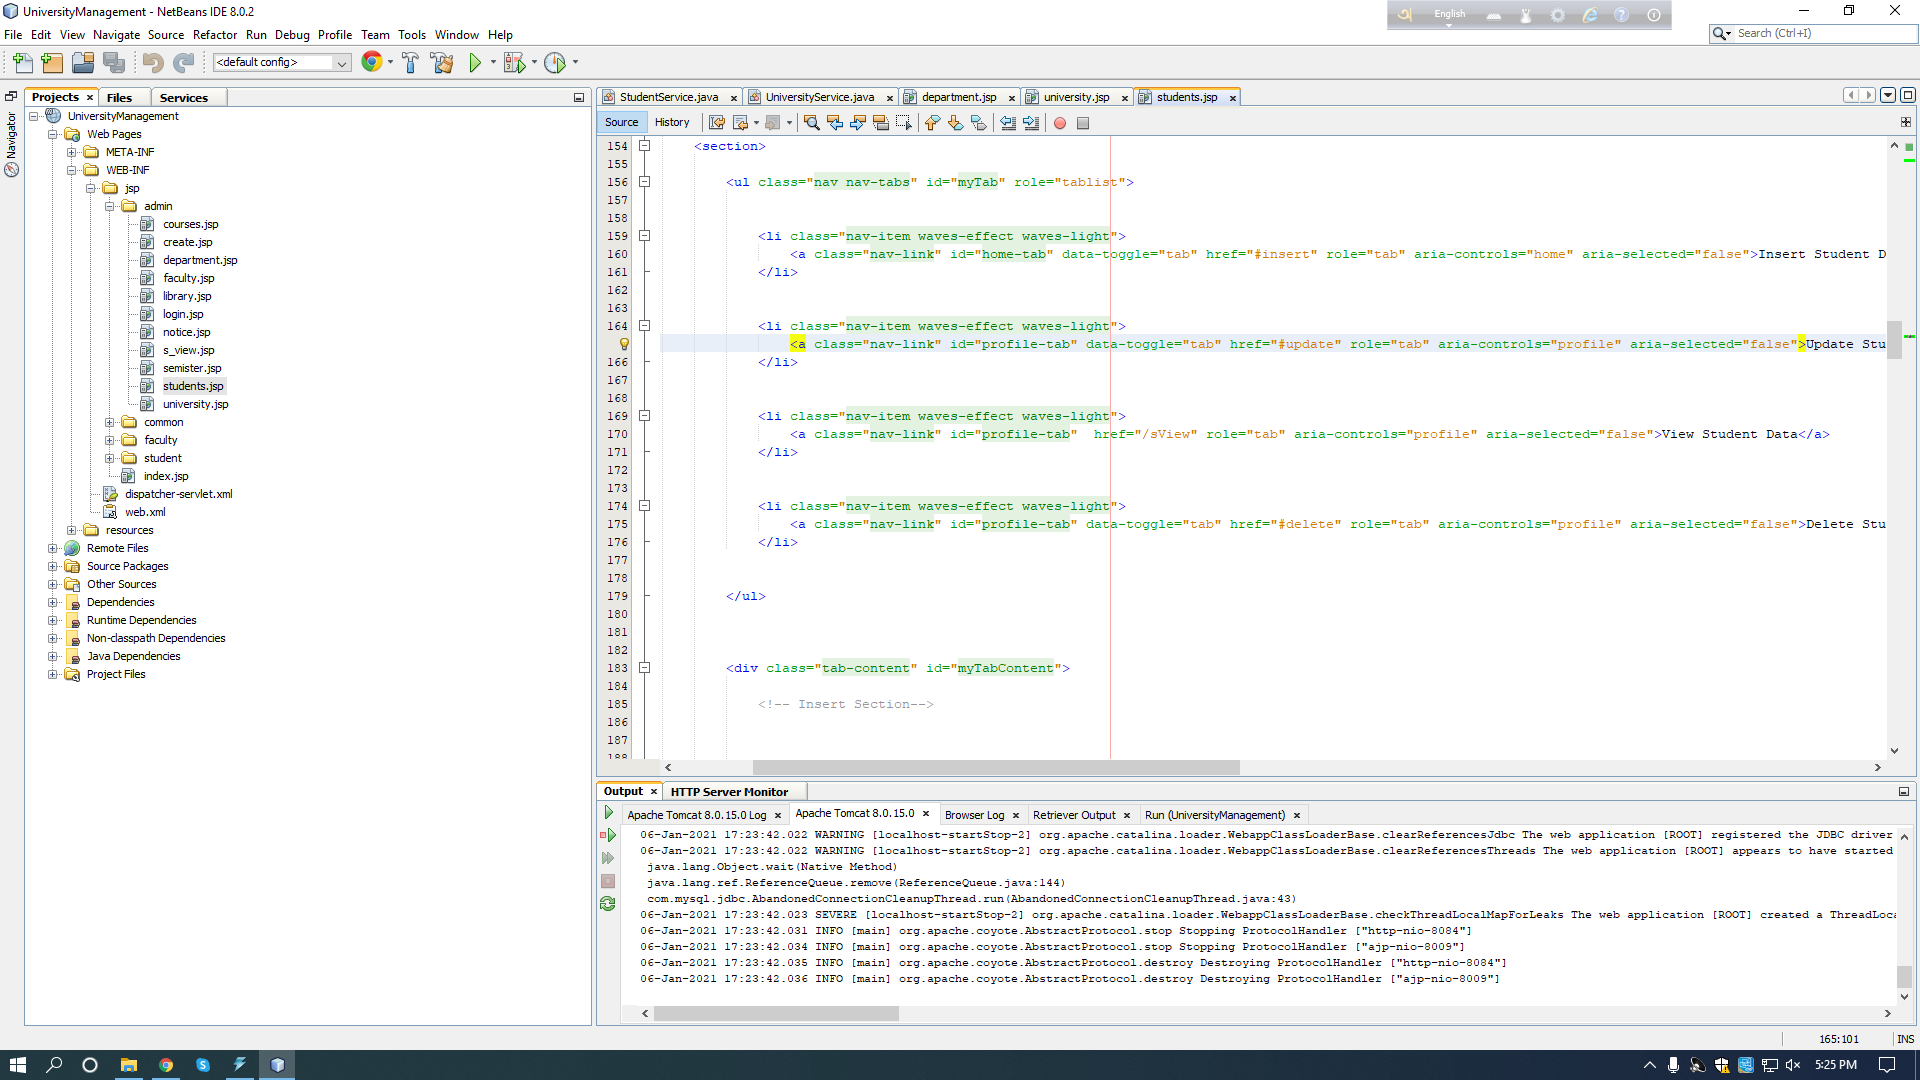 UniversityManagement - NetBeans IDE 8.0.2
English
File Edit View Navigate Source Refactor Run Debug Profile Team Tools Window Help
Search (Ctrl+I)
<default config>
Projects Files Services
StudentService.java UniversityService.java department.jsp university.jsp students.jsp
Source History
Navigator
UniversityManagement
Web Pages
META-INF
WEB-INF
jsp
admin
courses.jsp
create.jsp
department.jsp
faculty.jsp
library.jsp
login.jsp
notice.jsp
s_view.jsp
semister.jsp
students.jsp
university.jsp
common
faculty
student
index.jsp
dispatcher-servlet.xml
web.xml
resources
Remote Files
Source Packages
Other Sources
Dependencies
Runtime Dependencies
Non-classpath Dependencies
Java Dependencies
Project Files
154 <section>
155
156 <ul class="nav nav-tabs" id="myTab" role="tablist">
157
158
159 <li class="nav-item waves-effect waves-light">
160 <a class="nav-link" id="home-tab" data-toggle="tab" href="#insert" role="tab" aria-controls="home" aria-selected="false">Insert Student D
161 </li>
162
163
164 <li class="nav-item waves-effect waves-light">
<a class="nav-link" id="profile-tab" data-toggle="tab" href="#update" role="tab" aria-controls="profile" aria-selected="false">Update Stu
166 </li>
167
168
169 <li class="nav-item waves-effect waves-light">
170 <a class="nav-link" id="profile-tab"  href="/sView" role="tab" aria-controls="profile" aria-selected="false">View Student Data</a>
171 </li>
172
173
174 <li class="nav-item waves-effect waves-light">
175 <a class="nav-link" id="profile-tab" data-toggle="tab" href="#delete" role="tab" aria-controls="profile" aria-selected="false">Delete Stu
176 </li>
177
178
179 </ul>
180
181
182
183 <div class="tab-content" id="myTabContent">
184
185 <!-- Insert Section-->
186
187
188
Output HTTP Server Monitor
Apache Tomcat 8.0.15.0 Log Apache Tomcat 8.0.15.0 Browser Log Retriever Output Run (UniversityManagement)
06-Jan-2021 17:23:42.022 WARNING [localhost-startStop-2] org.apache.catalina.loader.WebappClassLoaderBase.clearReferencesJdbc The web application [ROOT] registered the JDBC driver
06-Jan-2021 17:23:42.022 WARNING [localhost-startStop-2] org.apache.catalina.loader.WebappClassLoaderBase.clearReferencesThreads The web application [ROOT] appears to have started
java.lang.Object.wait(Native Method)
java.lang.ref.ReferenceQueue.remove(ReferenceQueue.java:144)
com.mysql.jdbc.AbandonedConnectionCleanupThread.run(AbandonedConnectionCleanupThread.java:43)
06-Jan-2021 17:23:42.023 SEVERE [localhost-startStop-2] org.apache.catalina.loader.WebappClassLoaderBase.checkThreadLocalMapForLeaks The web application [ROOT] created a ThreadLoca
06-Jan-2021 17:23:42.031 INFO [main] org.apache.coyote.AbstractProtocol.stop Stopping ProtocolHandler ["http-nio-8084"]
06-Jan-2021 17:23:42.034 INFO [main] org.apache.coyote.AbstractProtocol.stop Stopping ProtocolHandler ["ajp-nio-8009"]
06-Jan-2021 17:23:42.035 INFO [main] org.apache.coyote.AbstractProtocol.destroy Destroying ProtocolHandler ["http-nio-8084"]
06-Jan-2021 17:23:42.036 INFO [main] org.apache.coyote.AbstractProtocol.destroy Destroying ProtocolHandler ["ajp-nio-8009"]
165:101 INS
5:25 PM